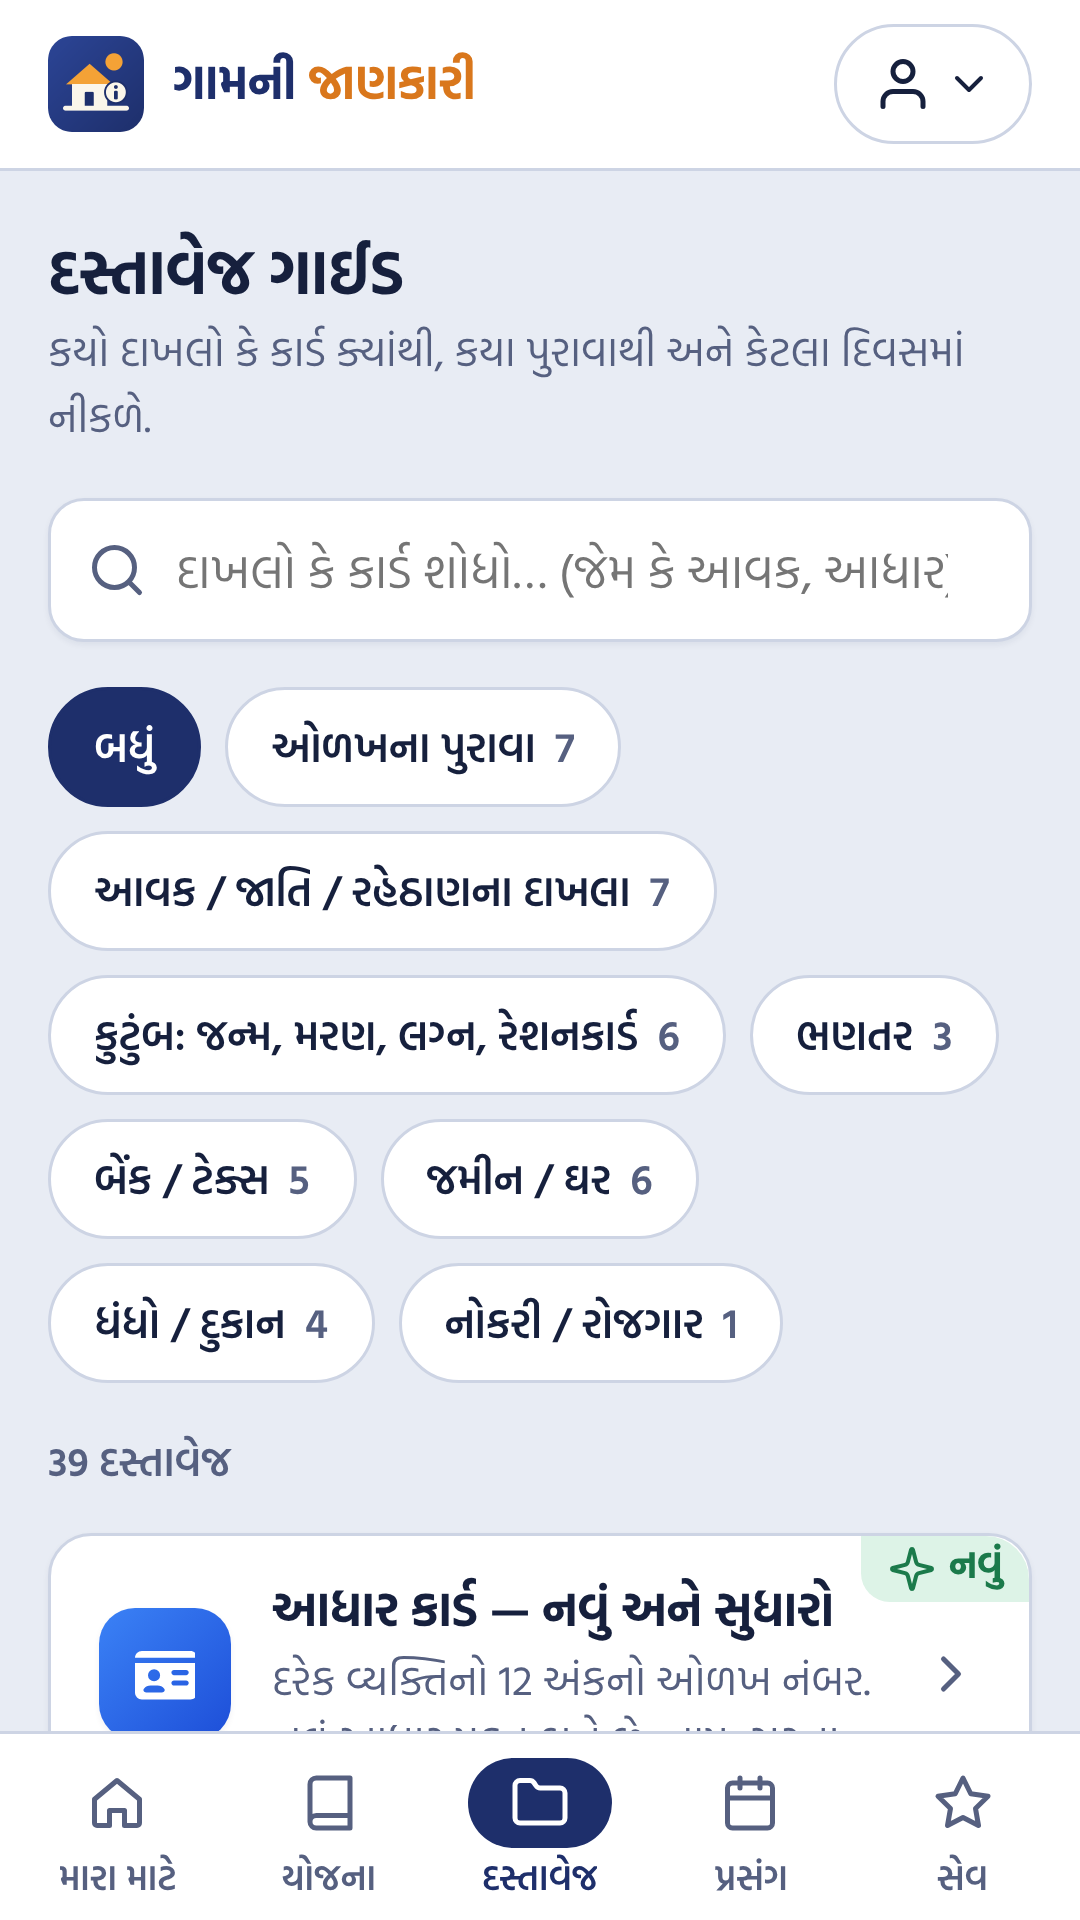 ગામની જાણકારી
દસ્તાવેજ ગાઈડ
કયો દાખલો કે કાર્ડ ક્યાંથી, કયા પુરાવાથી અને કેટલા દિવસમાં
નીકળે.
દાખલો કે કાર્ડ શોધો... (જેમ કે આવક, આધાર)
બધું
ઓળખના પુરાવા 7
આવક / જાતિ / રહેઠાણના દાખલા 7
કુટુંબ: જન્મ, મરણ, લગ્ન, રેશનકાર્ડ 6
ભણતર 3
બેંક / ટેક્સ 5
જમીન / ઘર 6
ધંધો / દુકાન 4
નોકરી / રોજગાર 1
39 દસ્તાવેજ
નવું
આધાર કાર્ડ — નવું અને સુધારો
દરેક વ્યક્તિનો 12 અંકનો ઓળખ નંબર.
મારા માટે
યોજના
દસ્તાવેજ
પ્રસંગ
સેવ